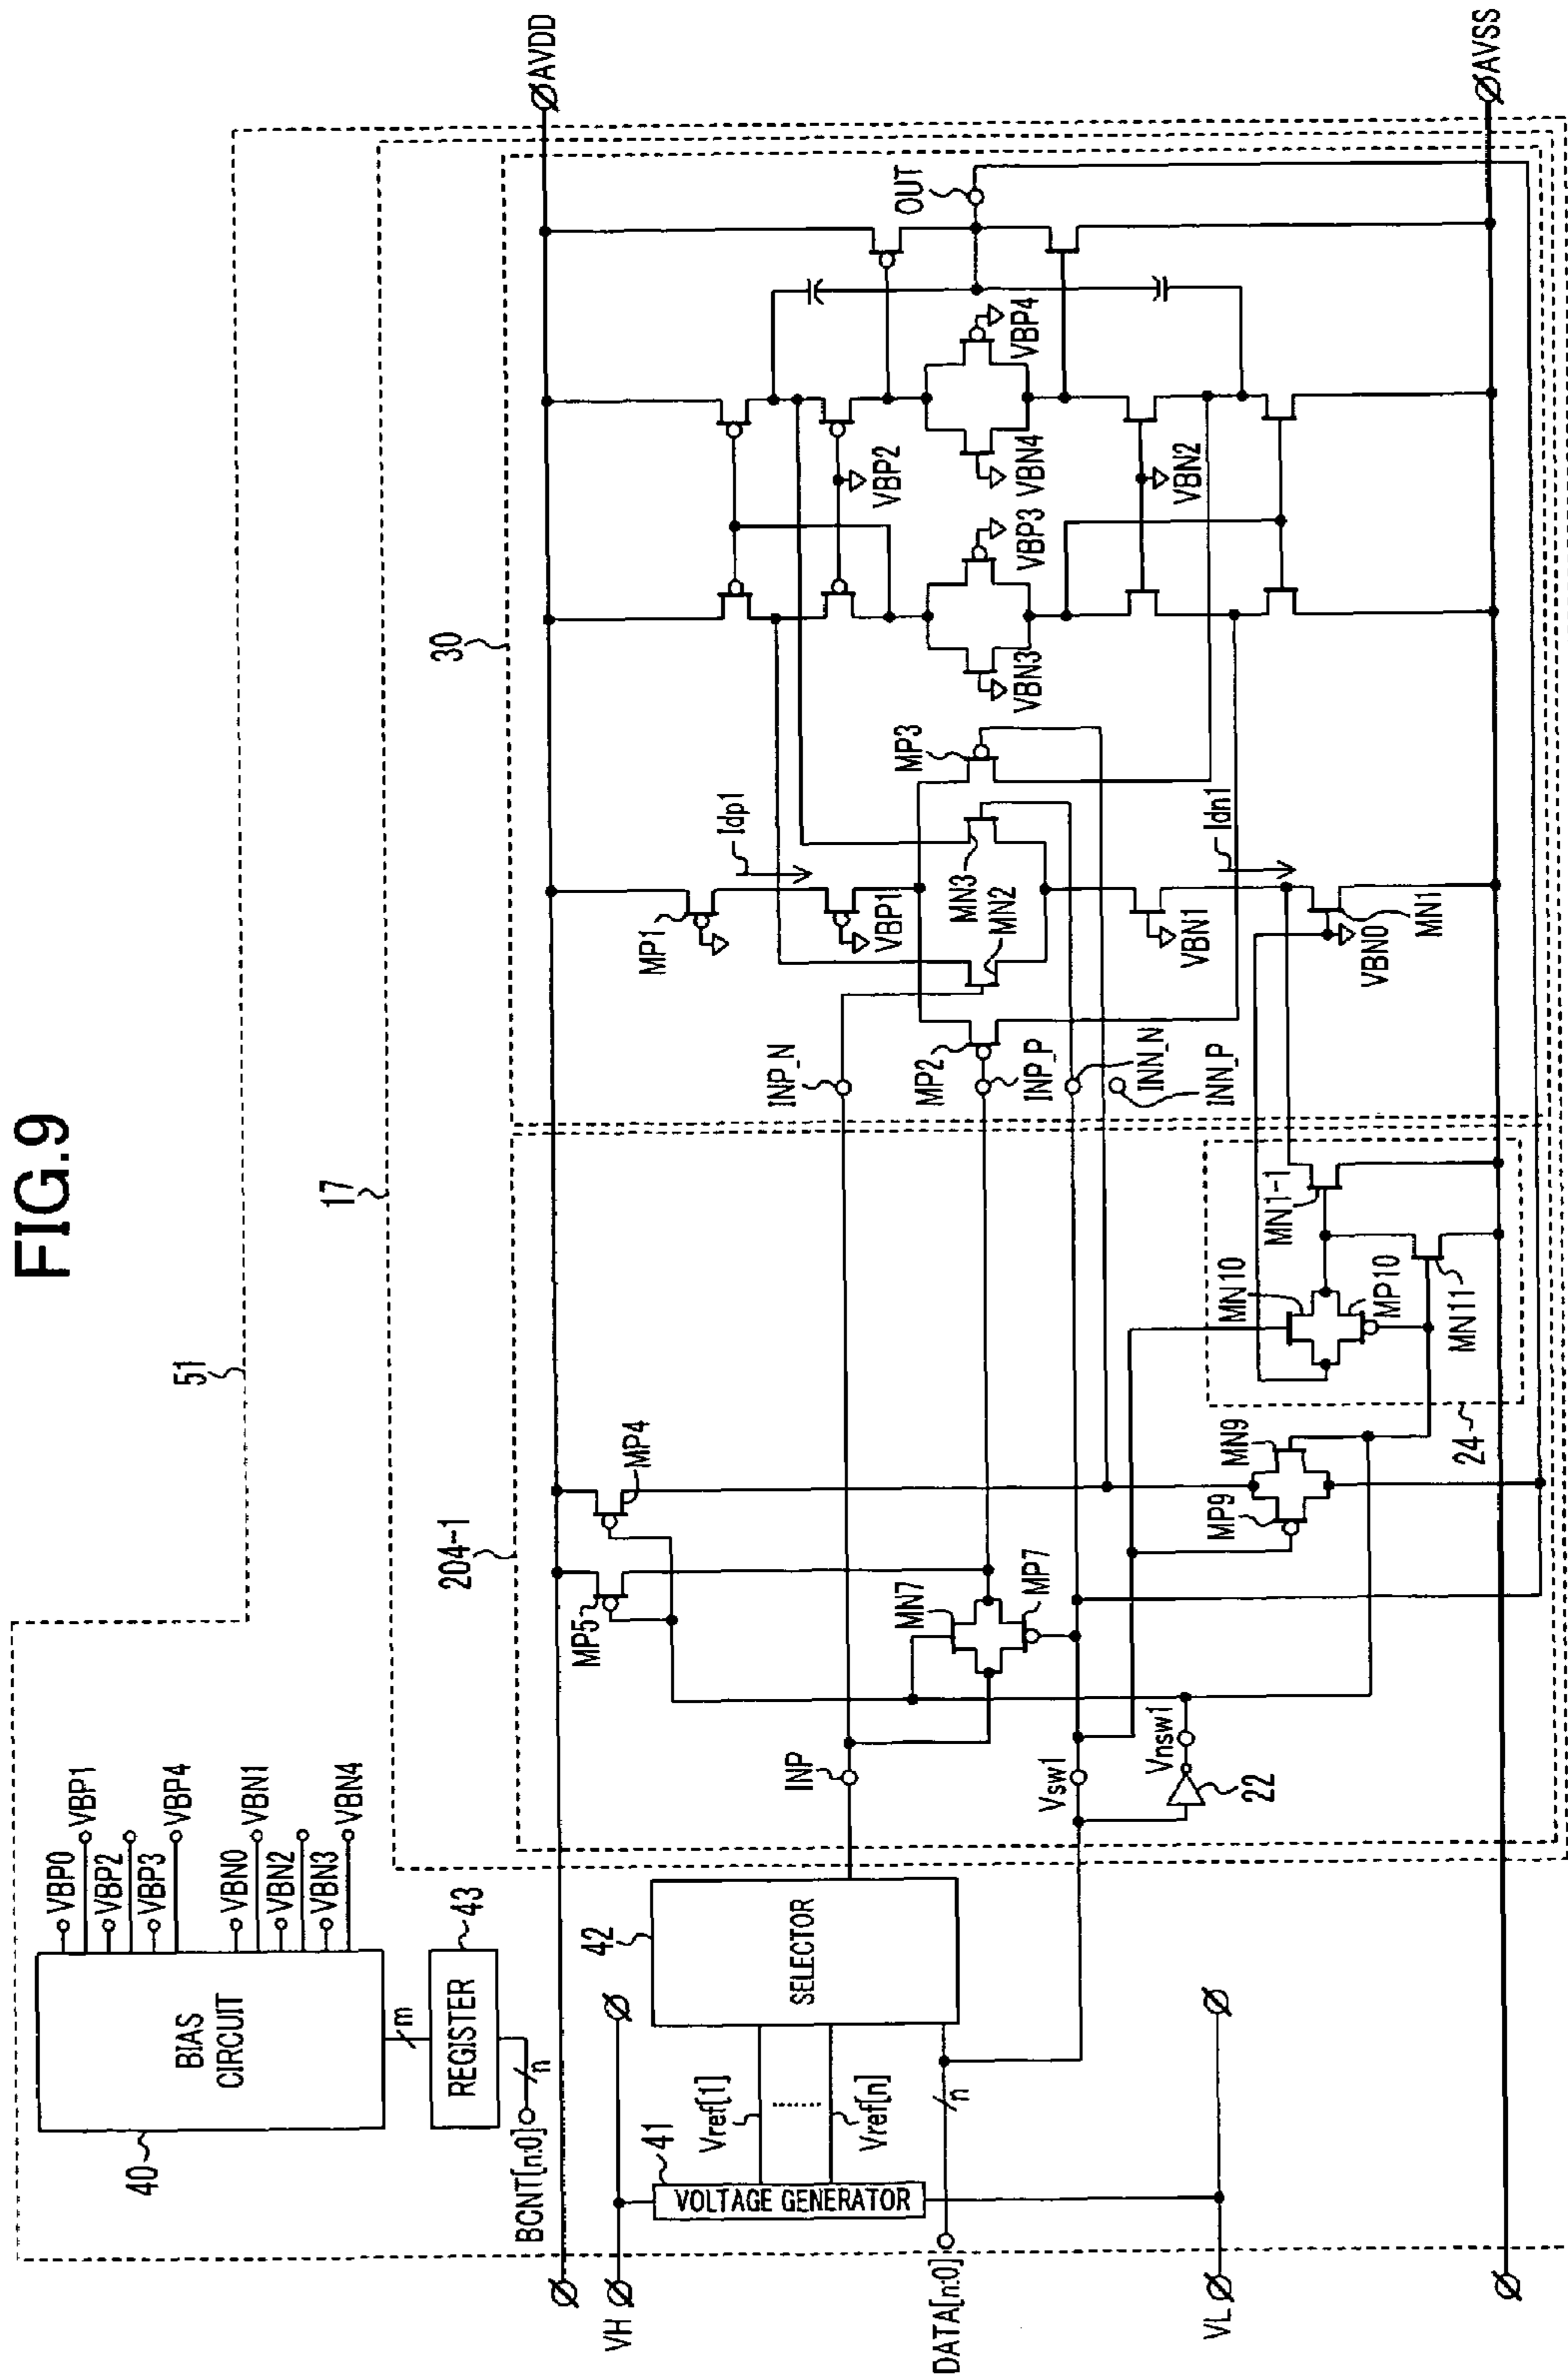 FIG.9
51
17
30
204-1
AVDD
AVSS
OUT
VBP4
VBN4
VBP2
VBN2
VBP3
VBN3
MP3
Idp1
Idn1
MP1
VBP1
MN3
MN2
VBN1
VBN0
MN1
INP_N
MP2
INP_P
INN_N
INN_P
MN1-1
MN10
MP10
MN11
24
MP4
MP5
MN9
MP9
MN7
MP7
INP
Vsw1
Vnsw1
22
VBP0
VBP1
VBP2
VBP3
VBP4
VBN0
VBN1
VBN2
VBN3
VBN4
BIAS
CIRCUIT
40
m
REGISTER
43
n
BCNT[n:0]
42
SELECTOR
Vref[1]
Vref[n]
41
VOLTAGE GENERATOR
n
DATA[n:0]
VH
VL